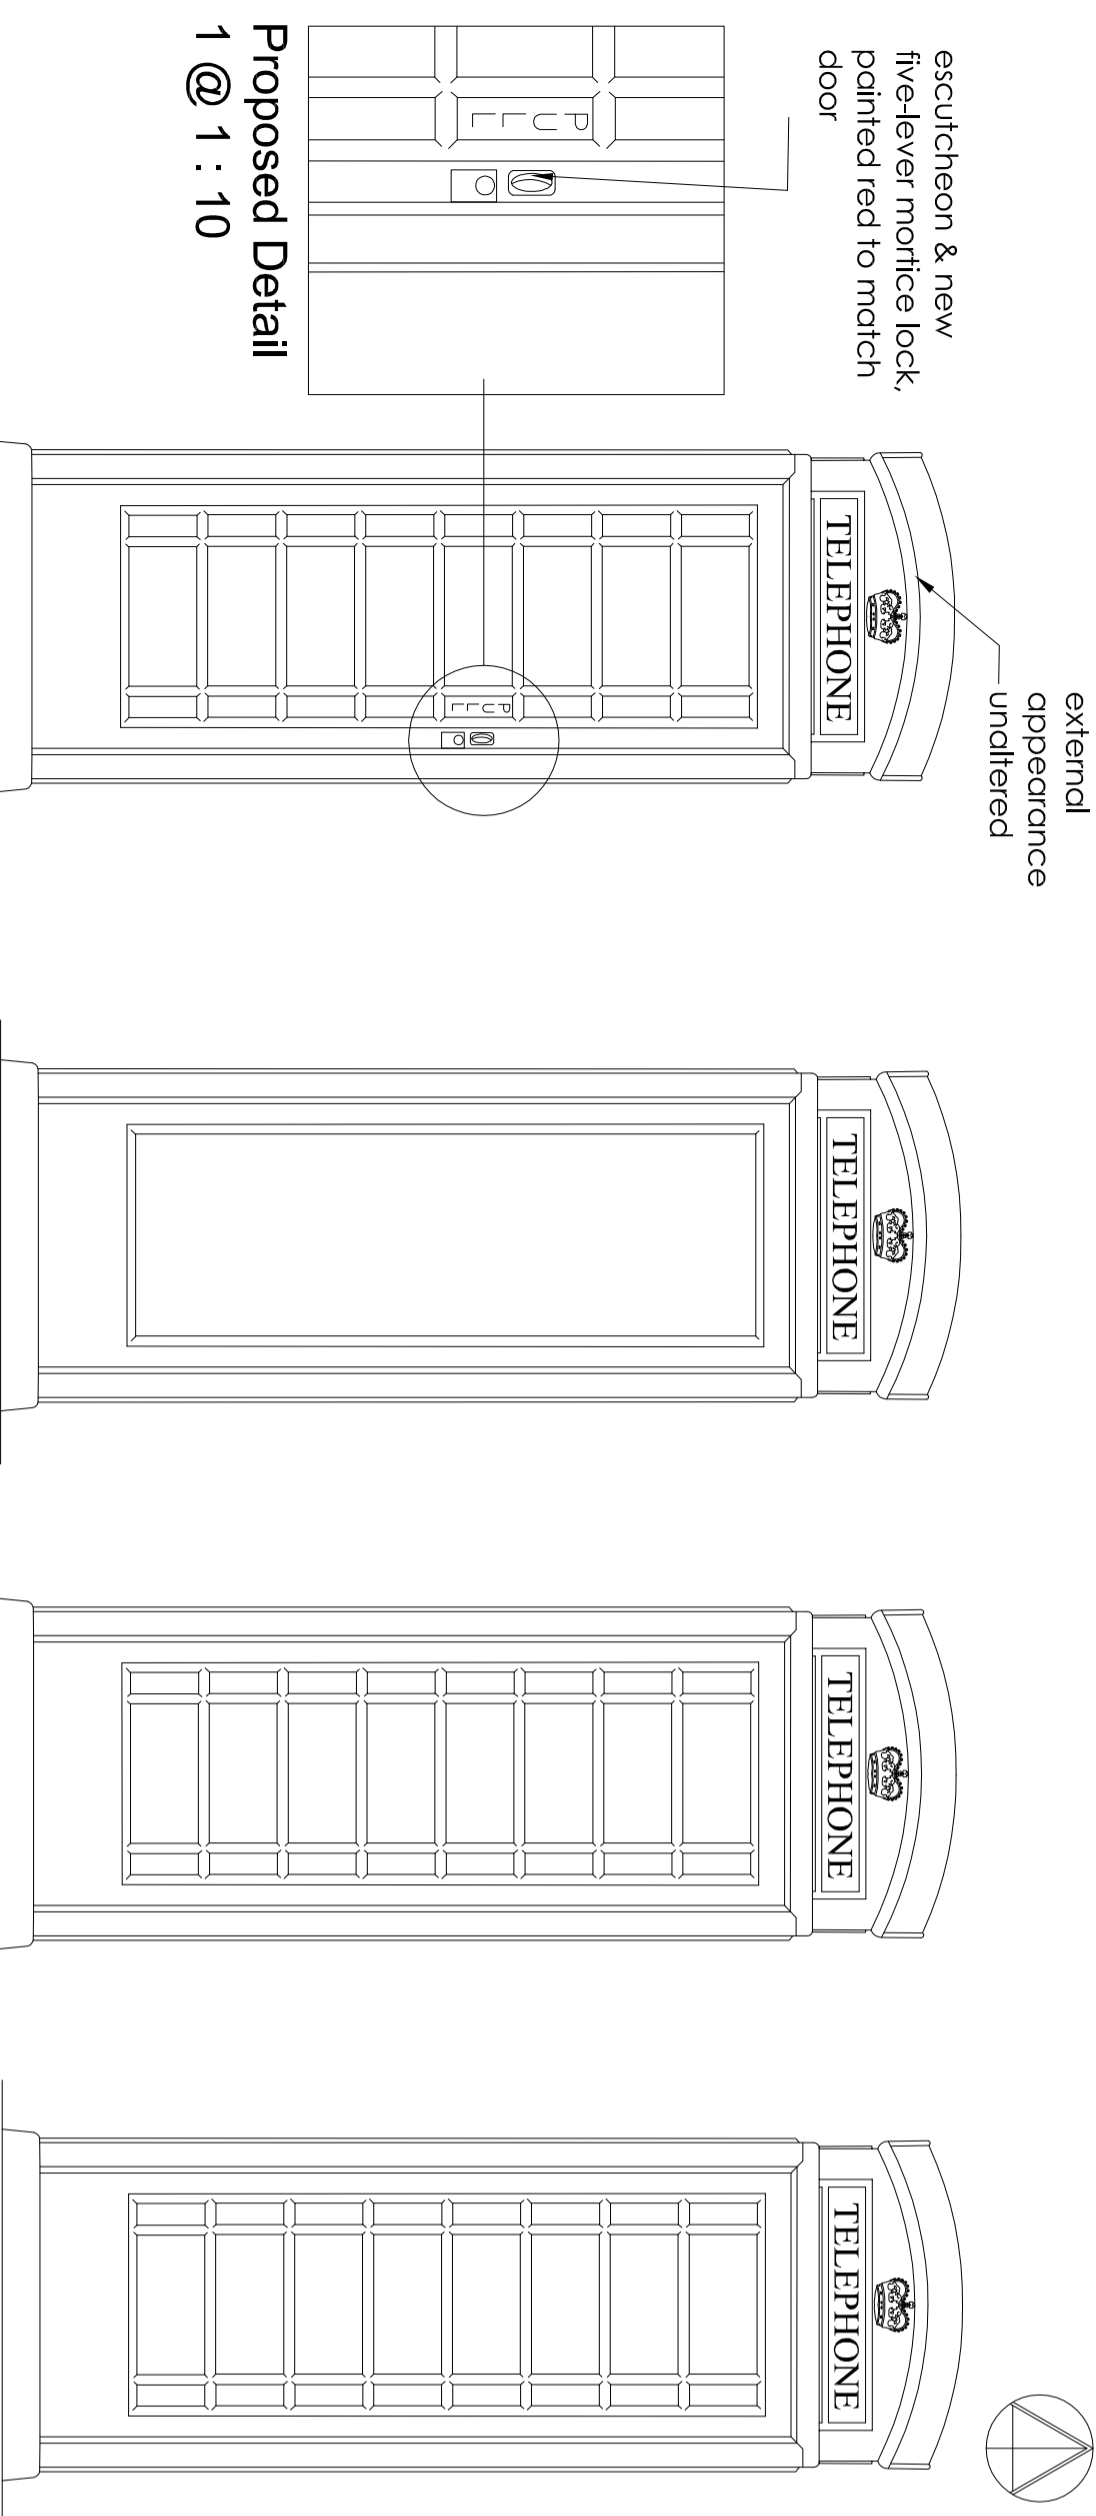 escutcheon & new
five-lever mortice lock,
painted red to match
door
external
appearance
unaltered
PULL
Proposed Detail
1 @ 1 : 10
TELEPHONE
PULL
TELEPHONE
TELEPHONE
TELEPHONE